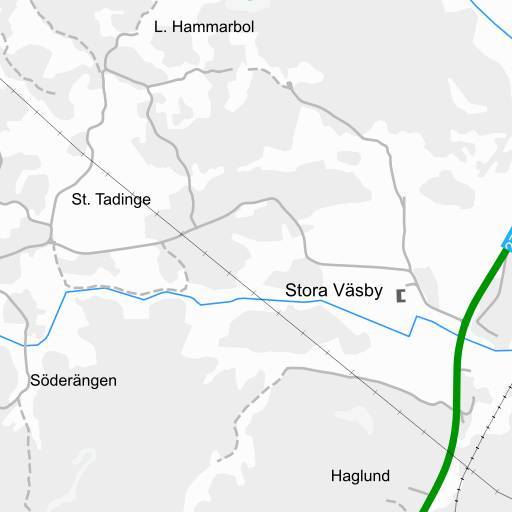 L. Hammarbol
St. Tadinge
Stora Väsby
Söderängen
Haglund